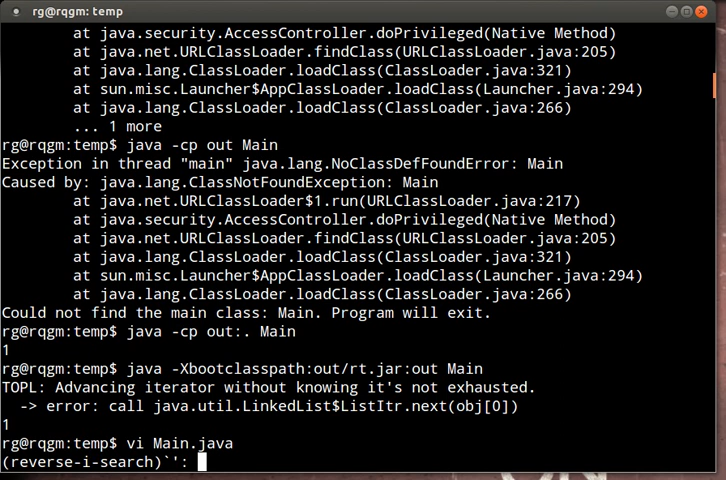 rg@rqgm: temp
at java.security.AccessController.doPrivileged(Native Method)
at java.net.URLClassLoader.findClass(URLClassLoader.java:205)
at java.lang.ClassLoader.loadClass(ClassLoader.java:321)
at sun.misc.Launcher$AppClassLoader.loadClass(Launcher.java:294)
at java.lang.ClassLoader.loadClass(ClassLoader.java:266)
... 1 more
rg@rqgm:temp$ java -cp out Main
Exception in thread "main" java.lang.NoClassDefFoundError: Main
Caused by: java.lang.ClassNotFoundException: Main
at java.net.URLClassLoader$1.run(URLClassLoader.java:217)
at java.security.AccessController.doPrivileged(Native Method)
at java.net.URLClassLoader.findClass(URLClassLoader.java:205)
at java.lang.ClassLoader.loadClass(ClassLoader.java:321)
at sun.misc.Launcher$AppClassLoader.loadClass(Launcher.java:294)
at java.lang.ClassLoader.loadClass(ClassLoader.java:266)
Could not find the main class: Main. Program will exit.
rg@rqgm:temp$ java -cp out:. Main
1
rg@rqgm:temp$ java -Xbootclasspath:out/rt.jar:out Main
TOPL: Advancing iterator without knowing it's not exhausted.
-> error: call java.util.LinkedList$ListItr.next(obj[0])
1
rg@rqgm:temp$ vi Main.java
(reverse-i-search)`':